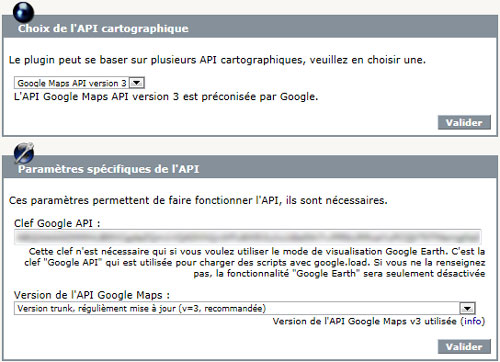 Choix de l'API cartographique
Le plugin peut se baser sur plusieurs API cartographiques, veuillez en choisir une.
Google Maps API version 3
L'API Google Maps API version 3 est préconisée par Google.
Valider
Paramètres spécifiques de l'API
Ces paramètres permettent de faire fonctionner l'API, ils sont nécessaires.
Clef Google API :
Cette clef n'est nécessaire qui si vous voulez utiliser le mode de visualisation Google Earth. C'est la
clef "Google API" qui est utilisée pour charger des scripts avec google.load. Si vous ne la renseignez
pas, la fonctionnalité "Google Earth" sera seulement désactivée
Version de l'API Google Maps :
Version trunk, régulièment mise à jour (v=3, recommandée)
Version de l'API Google Maps v3 utilisée (info)
Valider